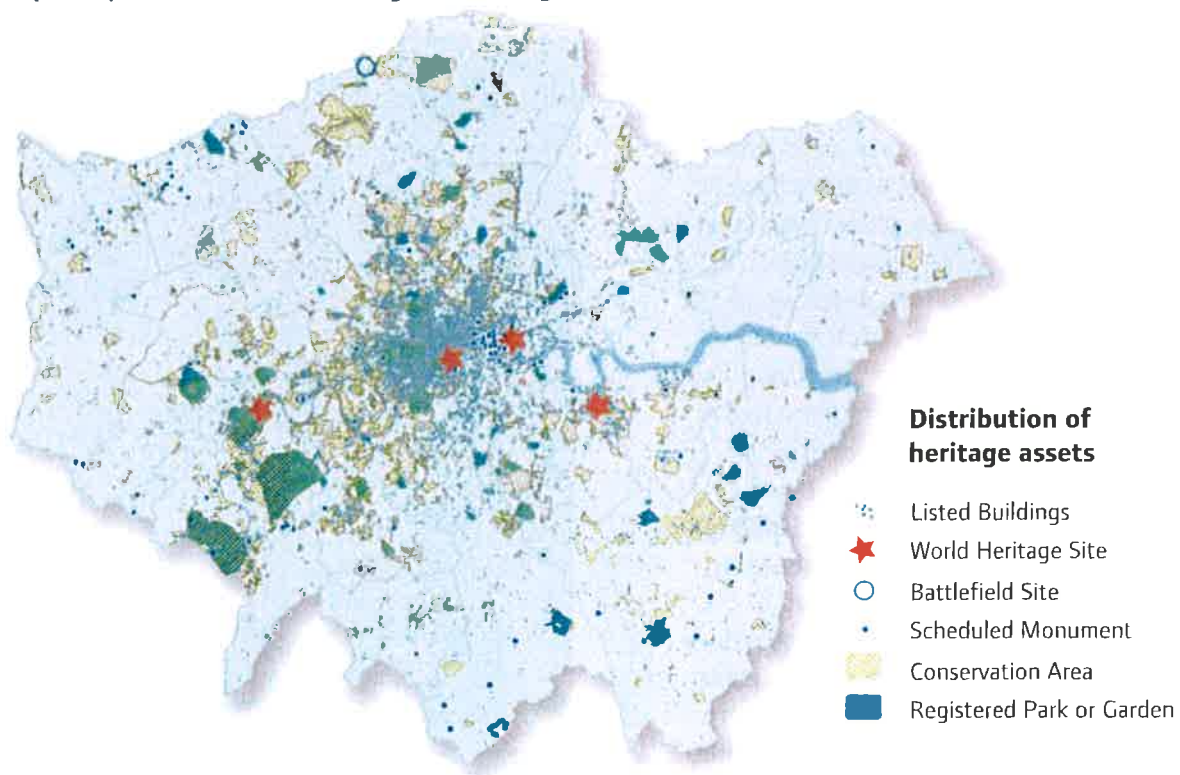 Distribution of
heritage assets
Listed Buildings
World Heritage Site
Battlefield Site
Scheduled Monument
Conservation Area
Registered Park or Garden